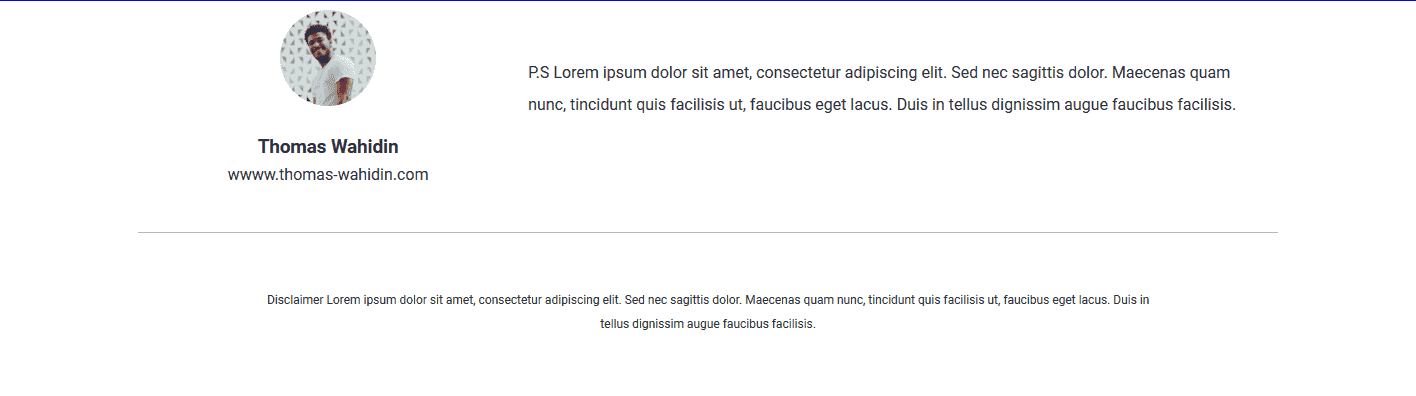 P.S Lorem ipsum dolor sit amet, consectetur adipiscing elit. Sed nec sagittis dolor. Maecenas quam
nunc, tincidunt quis facilisis ut, faucibus eget lacus. Duis in tellus dignissim augue faucibus facilisis.
Thomas Wahidin
wwww.thomas-wahidin.com
Disclaimer Lorem ipsum dolor sit amet, consectetur adipiscing elit. Sed nec sagittis dolor. Maecenas quam nunc, tincidunt quis facilisis ut, faucibus eget lacus. Duis in
tellus dignissim augue faucibus facilisis.